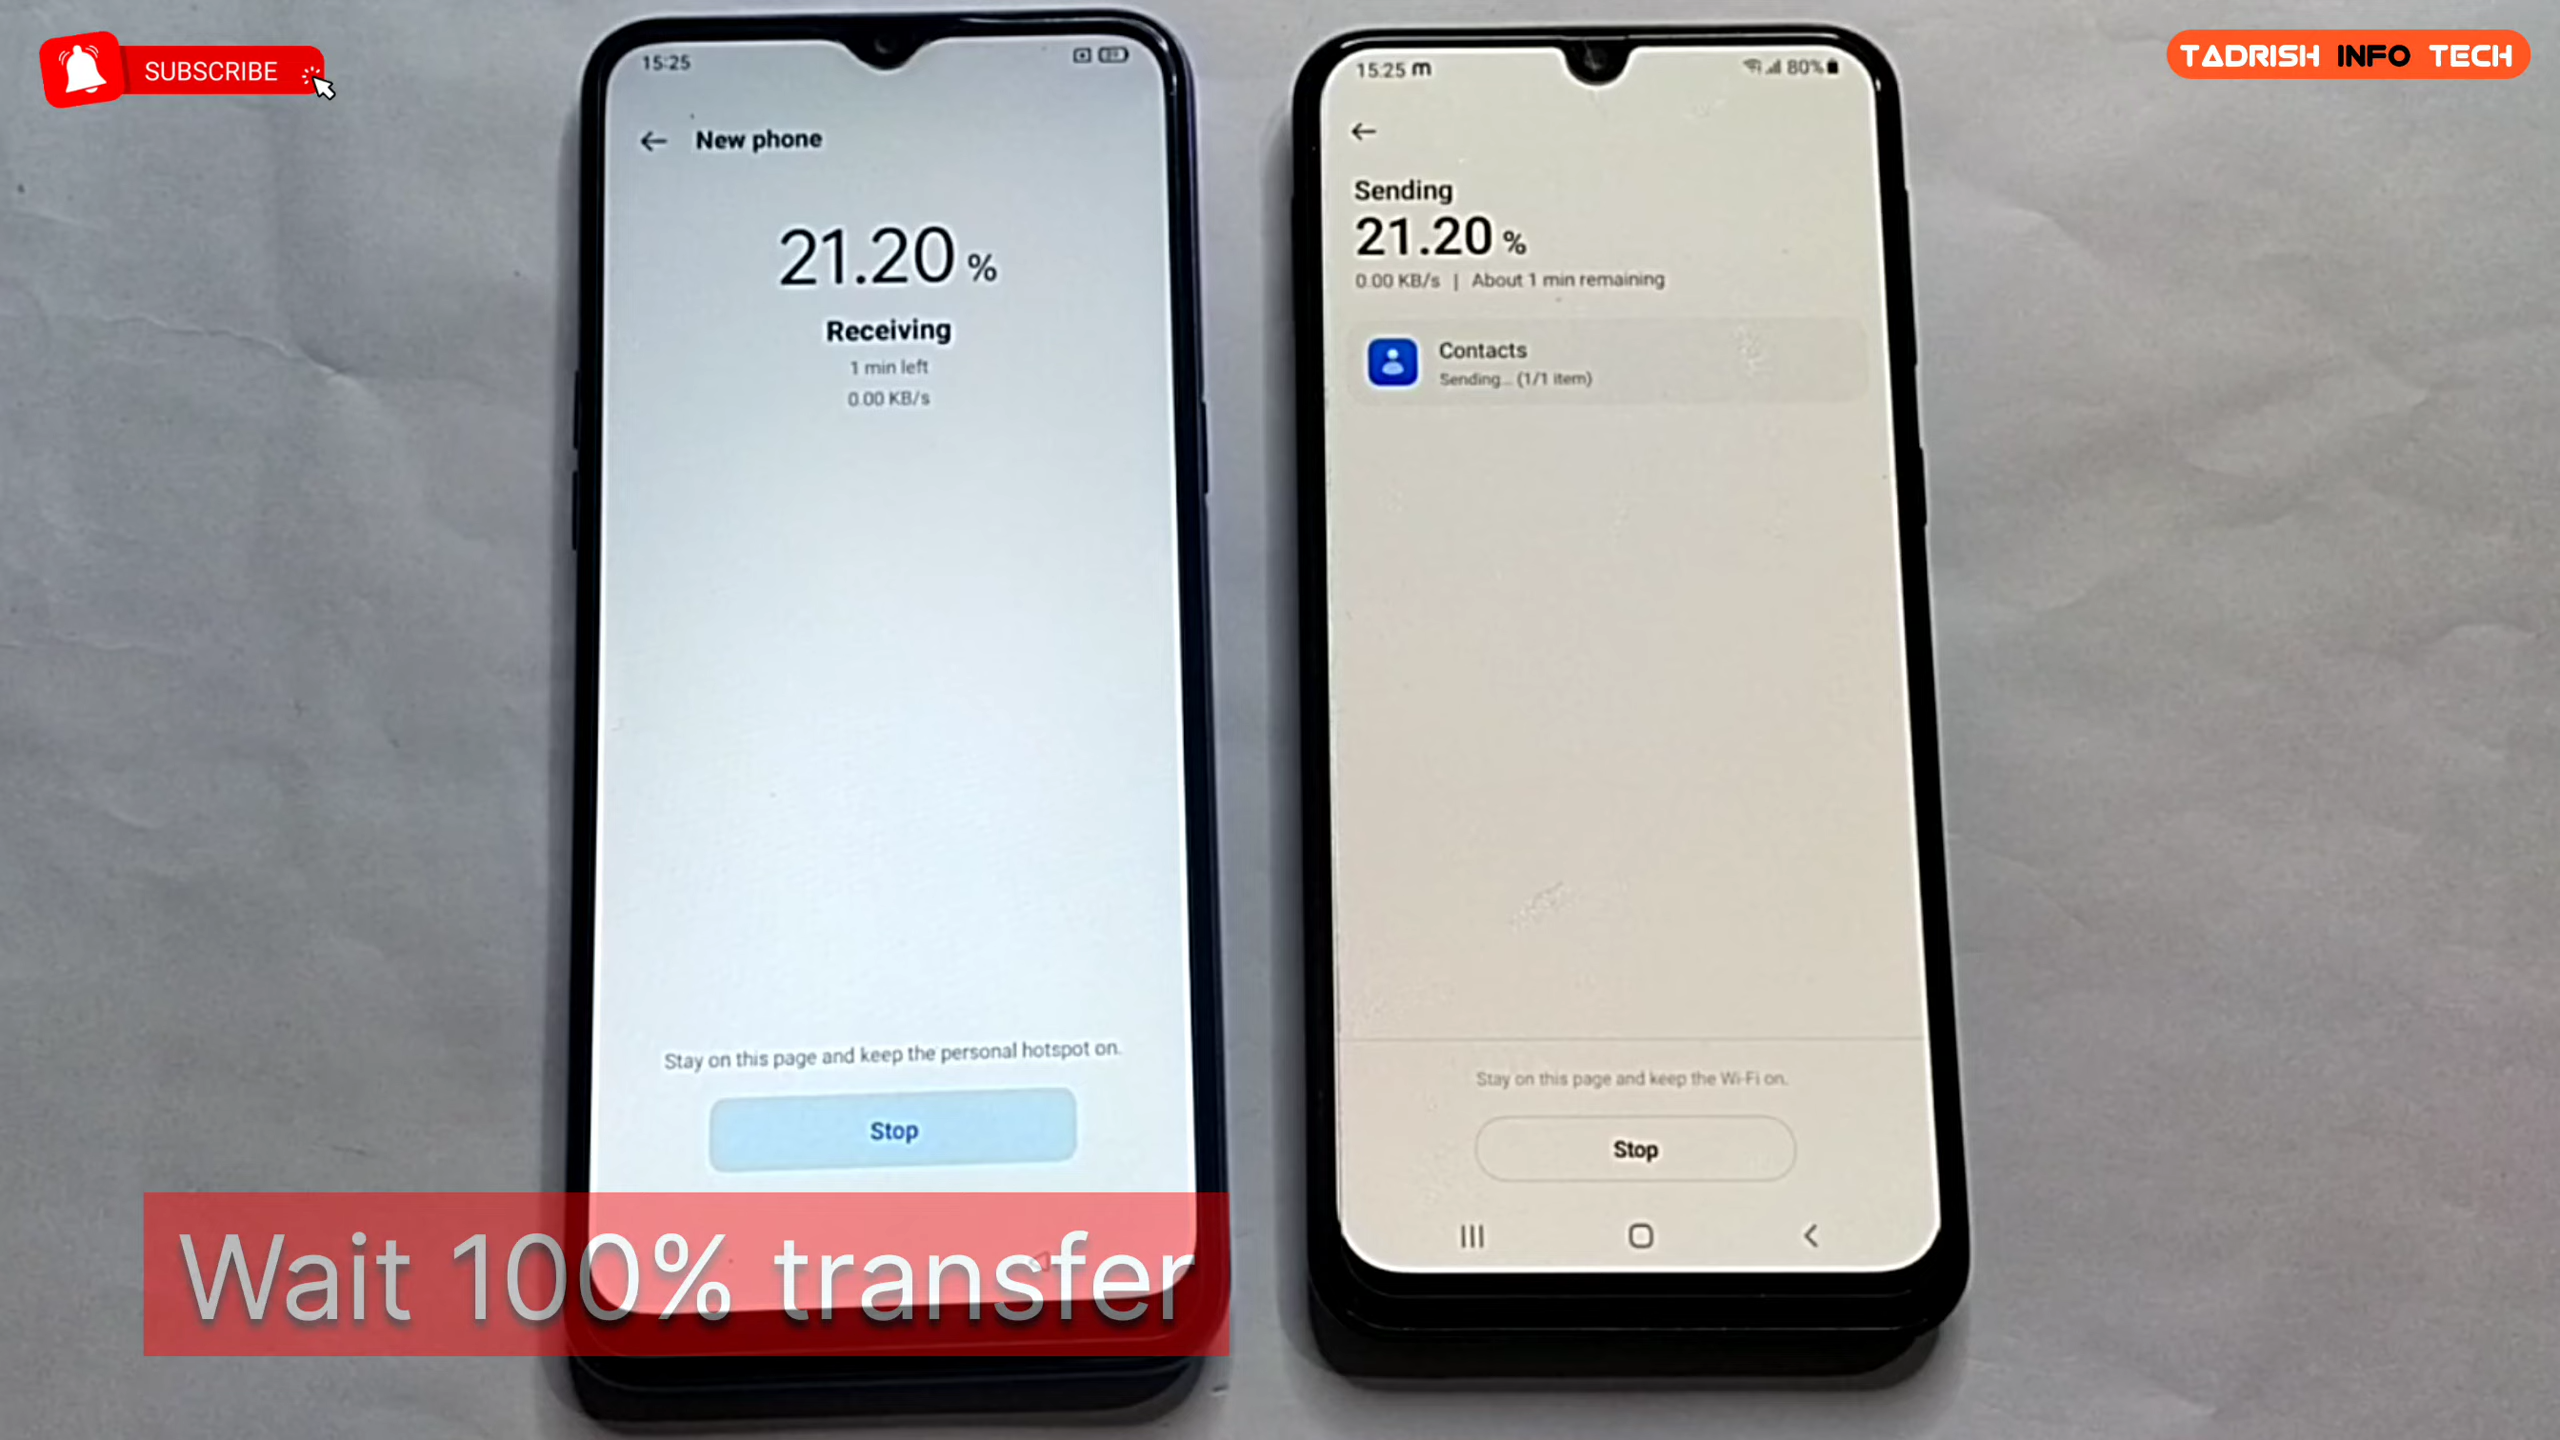 SUBSCRIBE
TADRISH INFO TECH
15:25
New phone
21.20 %
Receiving
1 min left
0.00 KB/s
Stay on this page and keep the personal hotspot on.
Stop
15:25 m
80%
Sending
21.20 %
0.00 KB/s | About 1 min remaining
Contacts
Sending... (1/1 item)
Stay on this page and keep the Wi-Fi on.
Stop
Wait 100% transfer